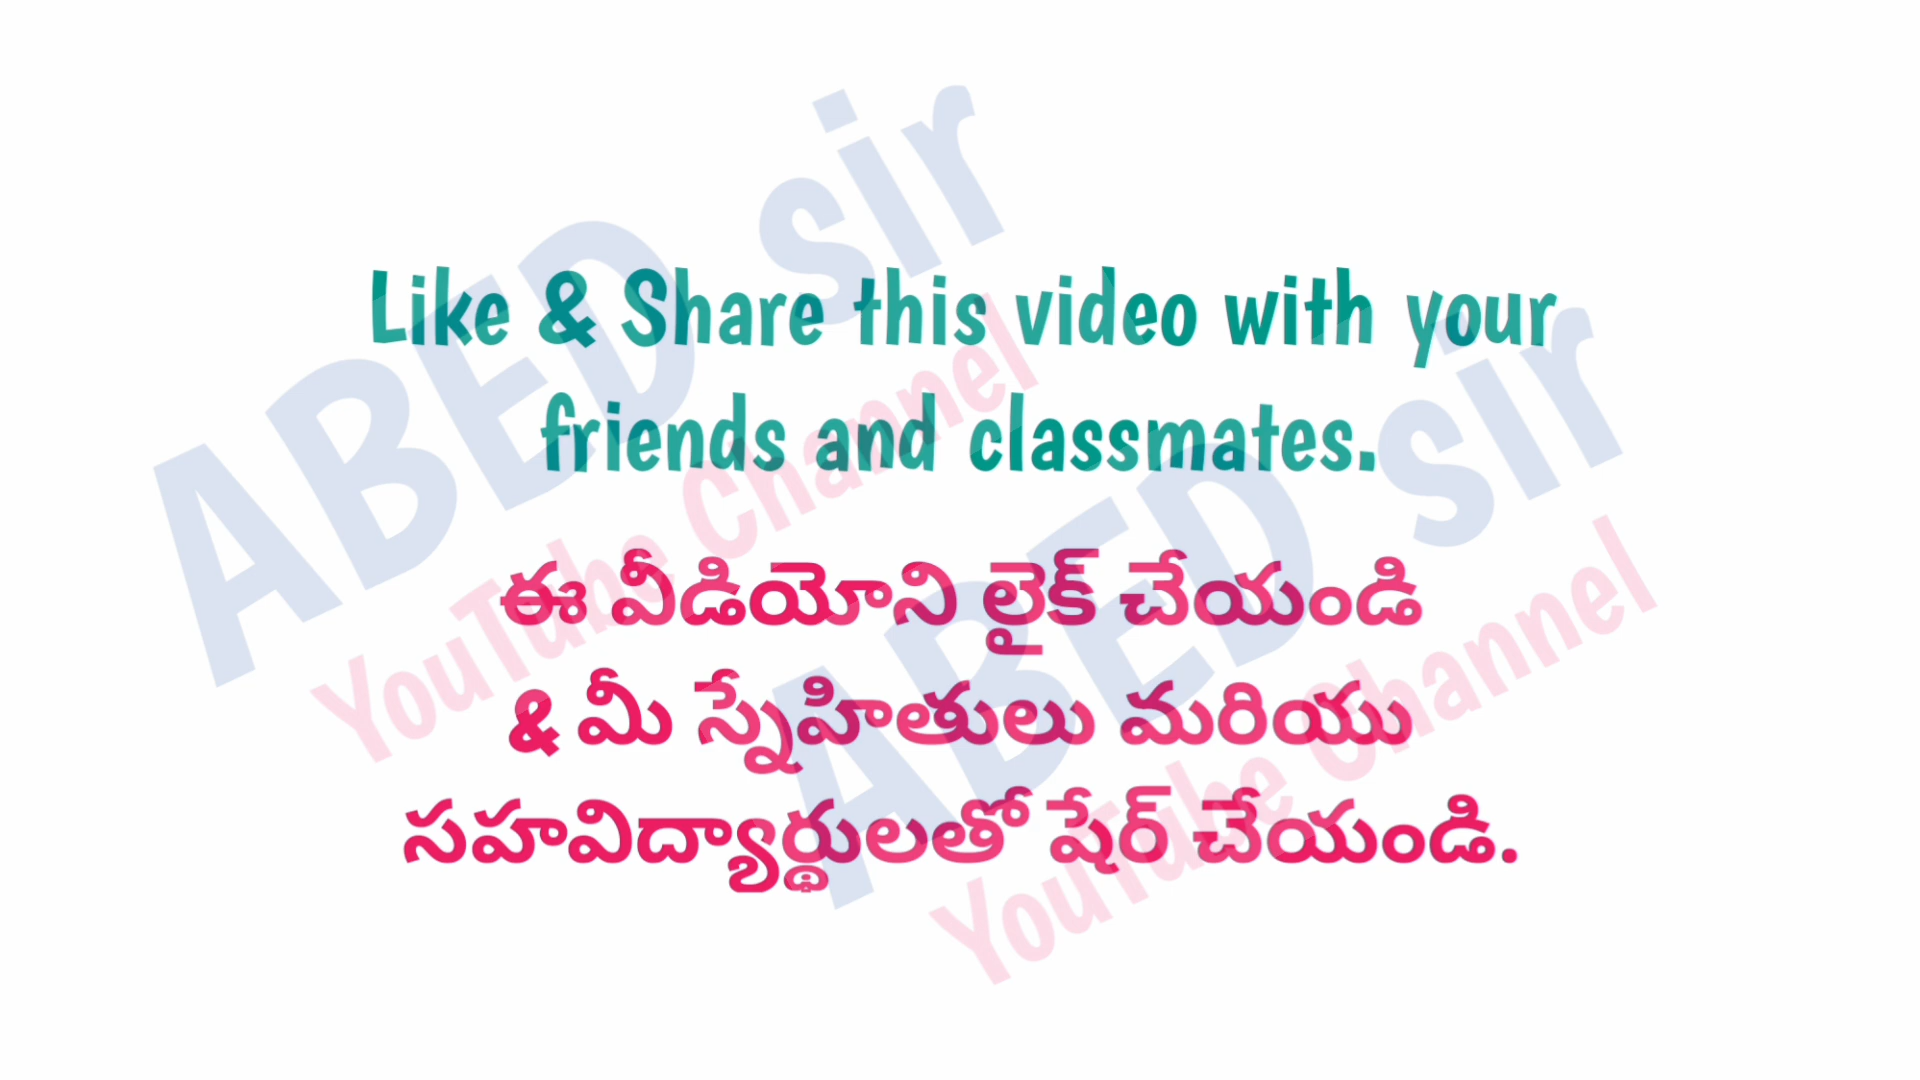 Like & Share this video with your
friends and classmates.
ఈ వీడియోని లైక్ చేయండి
& మీ స్నేహితులు మరియు
సహవిద్యార్థులతో షేర్ చేయండి.
ABED sir
YouTube Channel
ABED sir
YouTube Channel